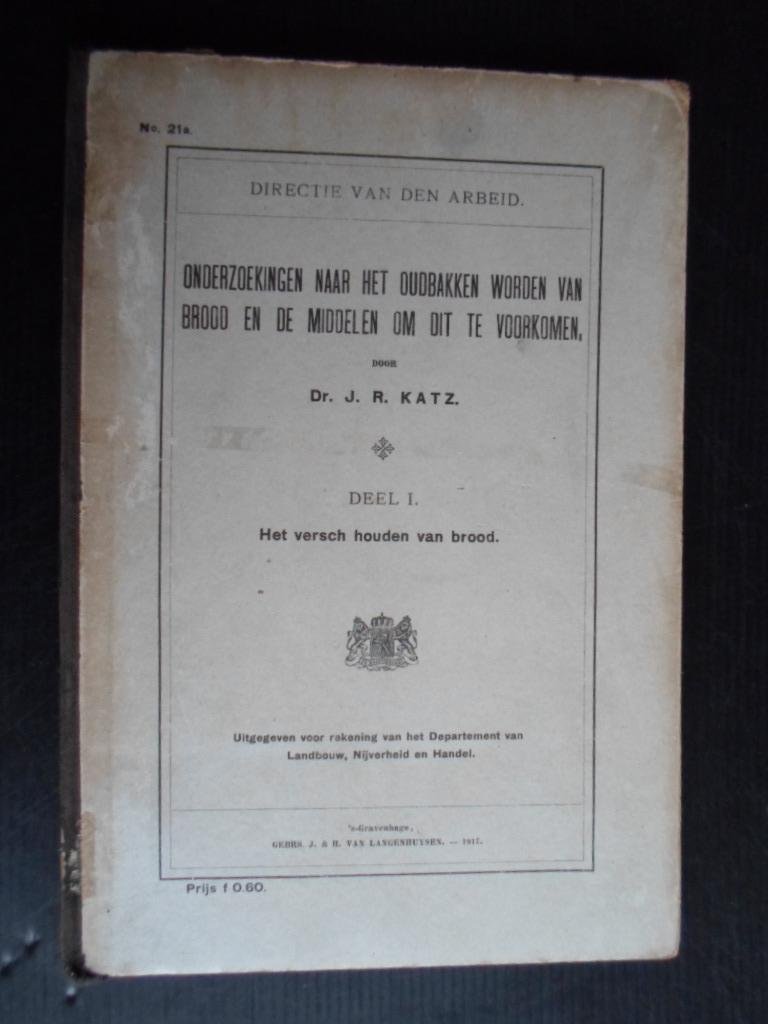 No. 21a.
DIRECTIE VAN DEN ARBEID.
ONDERZOEKINGEN NAAR HET OUDBAKKEN WORDEN VAN
BROOD EN DE MIDDELEN OM DIT TE VOORKOMEN,
DOOR
Dr. J. R. KATZ.
DEEL I.
Het versch houden van brood.
Uitgegeven voor rekening van het Departement van
Landbouw, Nijverheid en Handel.
's-Gravenhage,
GEBRS. J. & H. VAN LANGENHUYSEN. — 1917.
Prijs f 0.60.